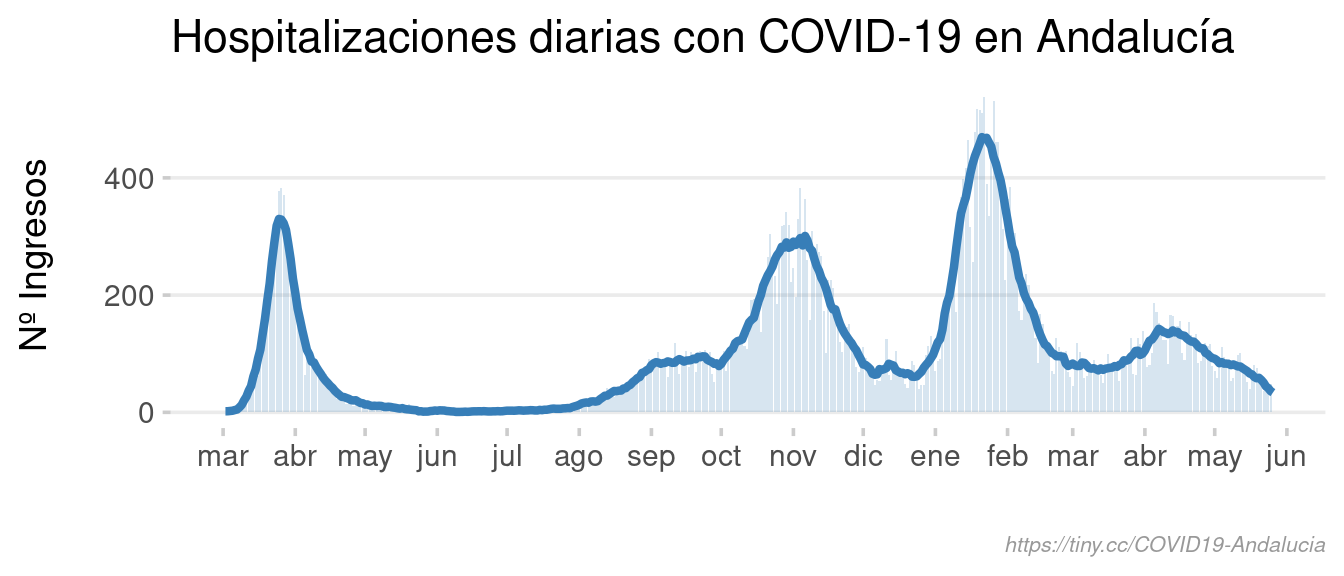 Hospitalizaciones diarias con COVID-19 en Andalucía
Nº Ingresos
400
200
0
mar abr may jun jul ago sep oct nov dic ene feb mar abr may jun
https://tiny.cc/COVID19-Andalucia